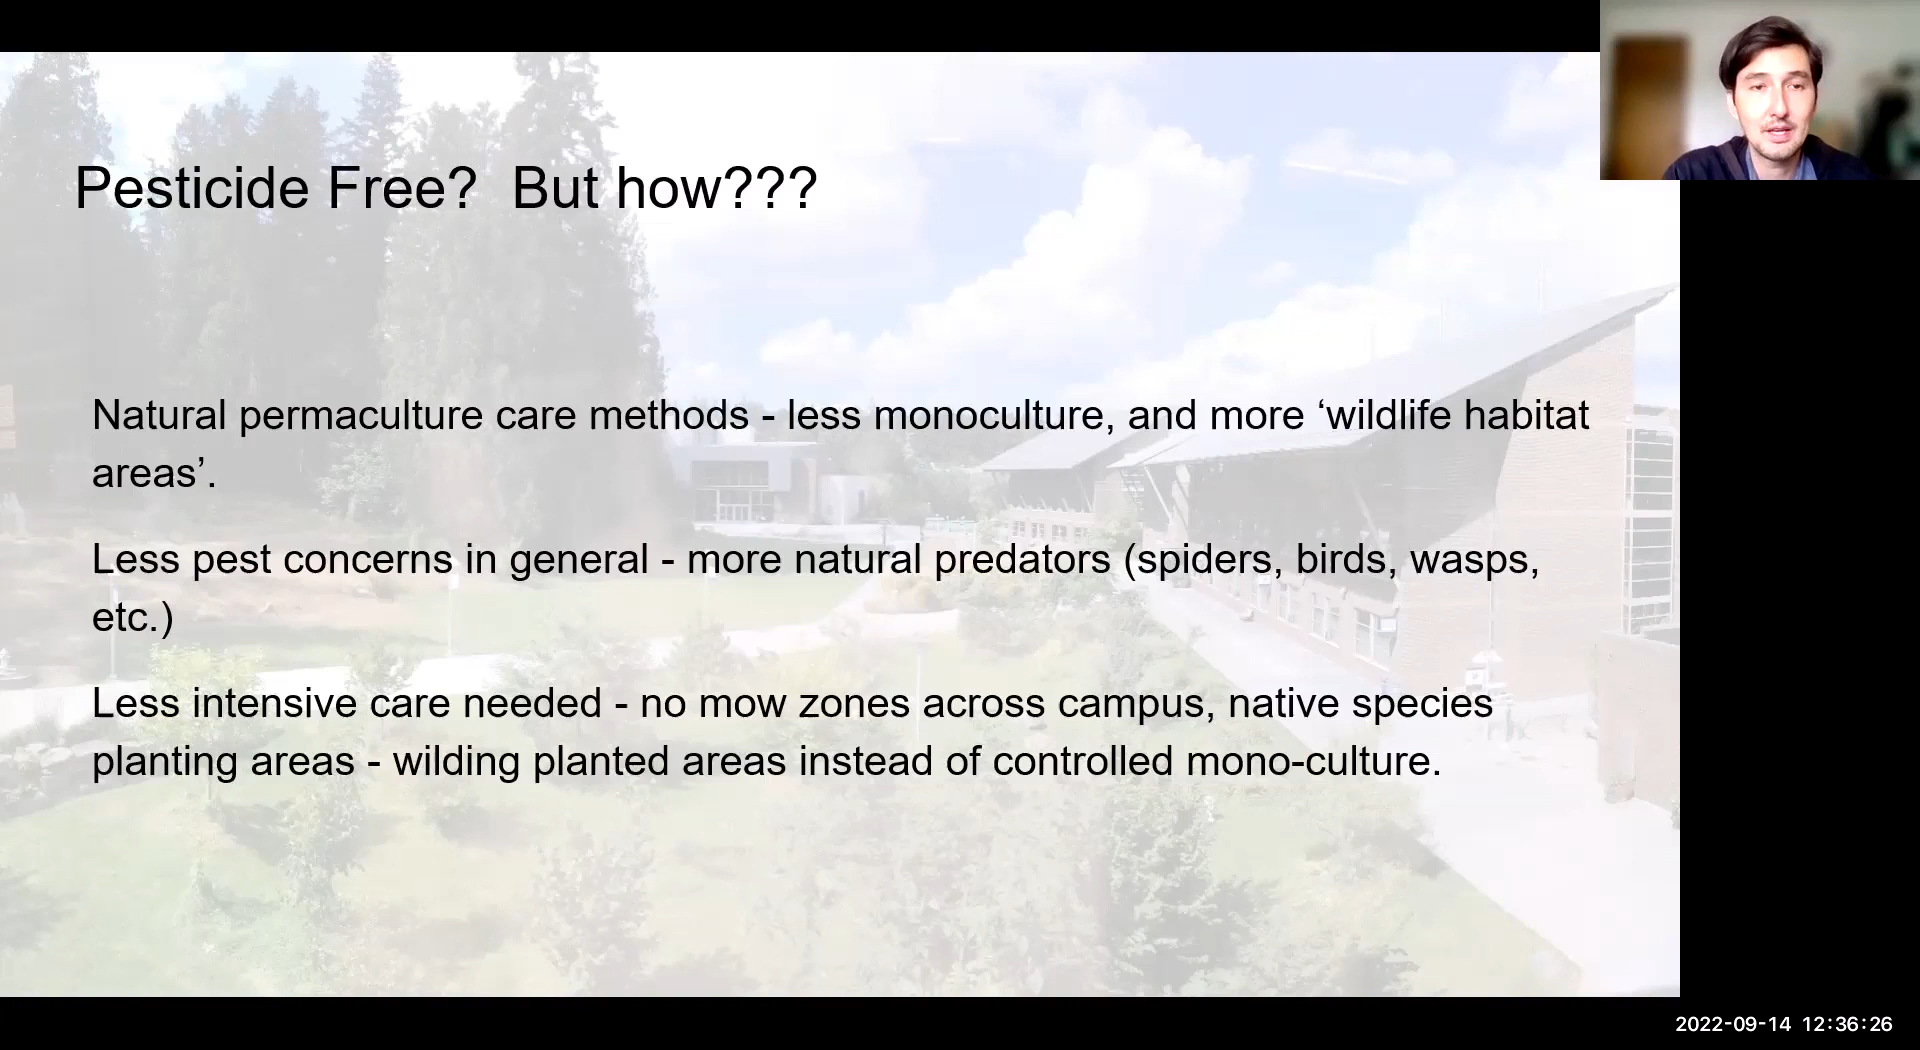 Pesticide Free?  But how???
Natural permaculture care methods - less monoculture, and more ‘wildlife habitat
areas’.
Less pest concerns in general - more natural predators (spiders, birds, wasps,
etc.)
Less intensive care needed - no mow zones across campus, native species
planting areas - wilding planted areas instead of controlled mono-culture.
2022-09-14 12:36:26